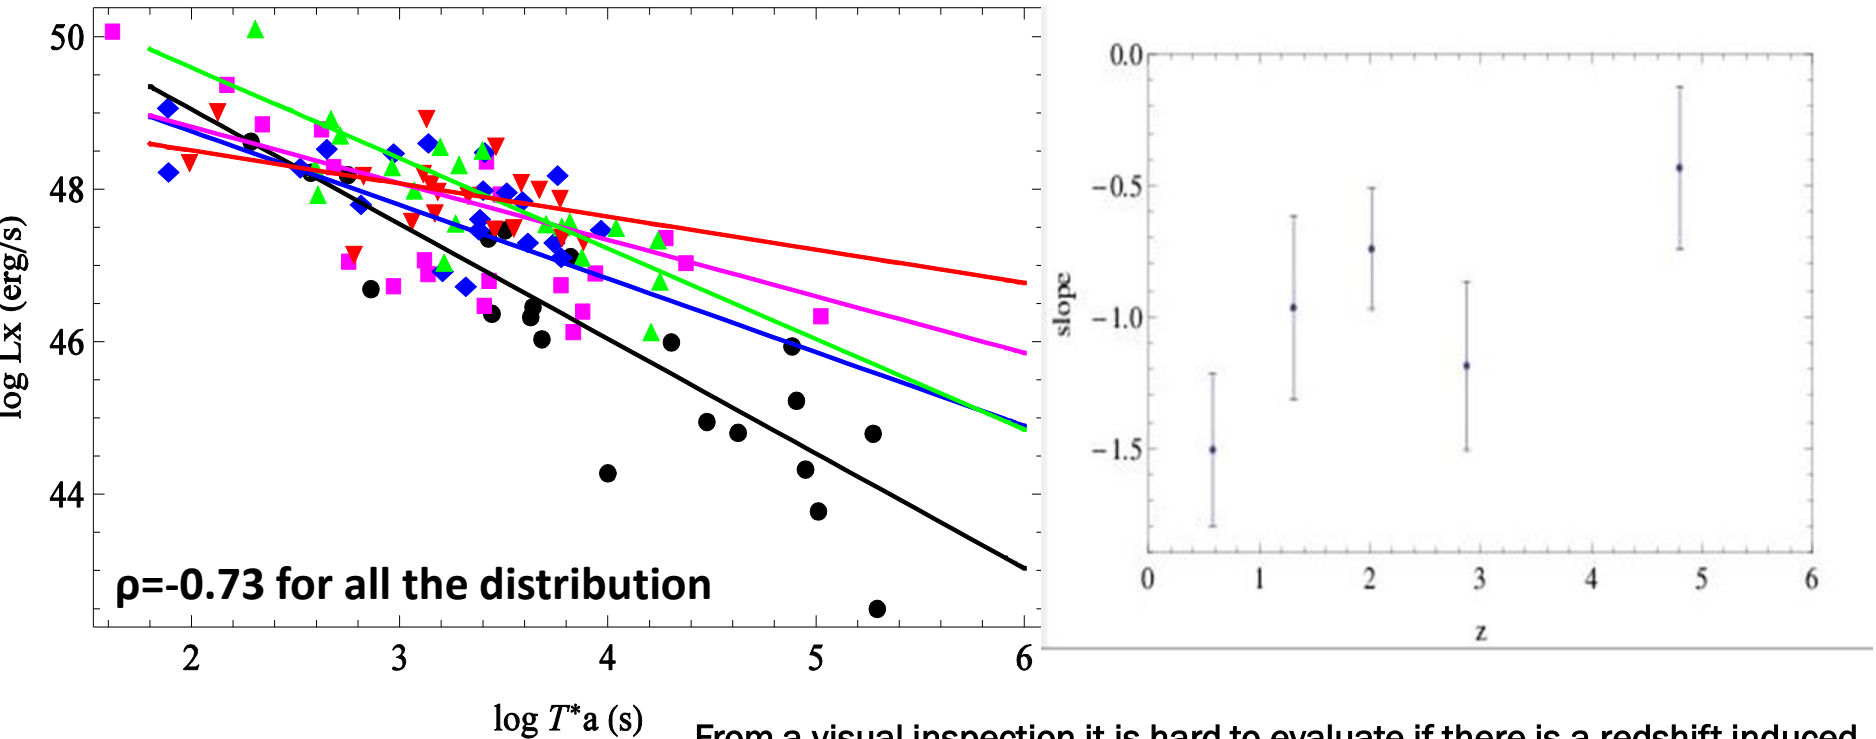 50
48
46
44
log Lx (erg/s)
ρ=-0.73 for all the distribution
2 3 4 5 6
log T*a (s)
0.0
−0.5
−1.0
−1.5
slope
0 1 2 3 4 5 6
z
From a visual inspection it is hard to evaluate if there is a redshift induced